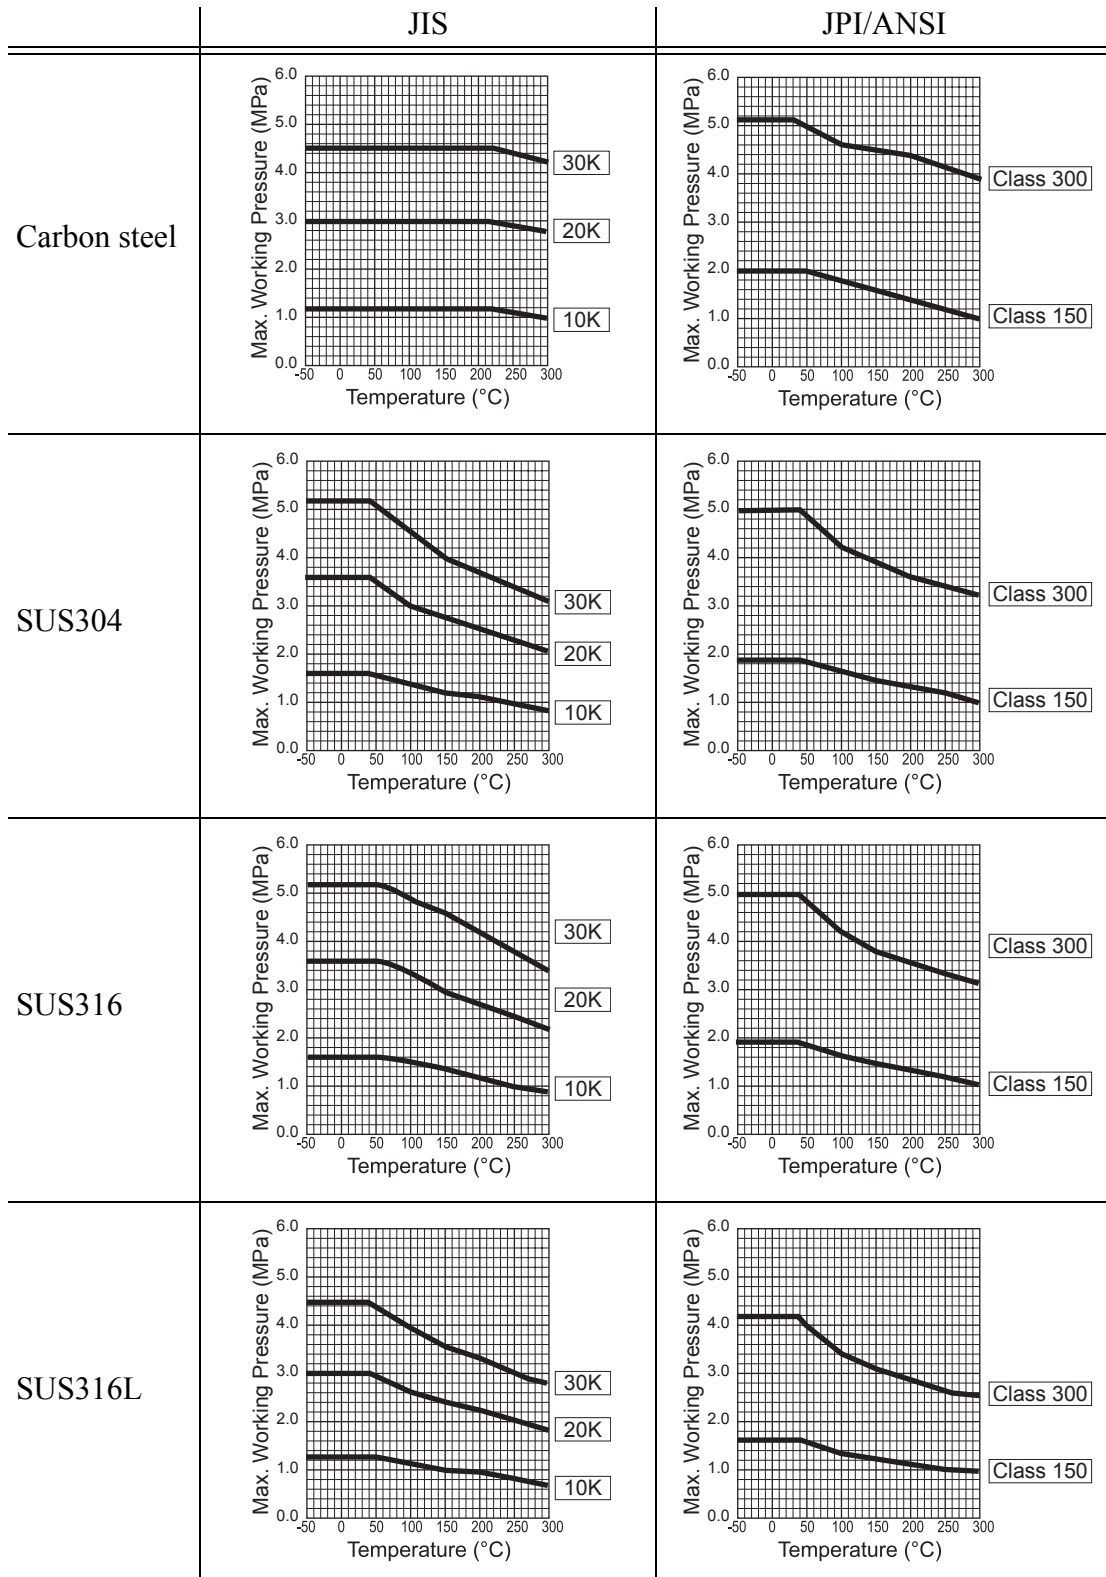 JIS JPI/ANSI
Carbon steel
Max. Working Pressure (MPa)
6.0
5.0
4.0
3.0
2.0
1.0
0.0
-50 0 50 100 150 200 250 300
Temperature (°C)
30K
20K
10K
Max. Working Pressure (MPa)
6.0
5.0
4.0
3.0
2.0
1.0
0.0
-50 0 50 100 150 200 250 300
Temperature (°C)
Class 300
Class 150
SUS304
Max. Working Pressure (MPa)
6.0
5.0
4.0
3.0
2.0
1.0
0.0
-50 0 50 100 150 200 250 300
Temperature (°C)
30K
20K
10K
Max. Working Pressure (MPa)
6.0
5.0
4.0
3.0
2.0
1.0
0.0
-50 0 50 100 150 200 250 300
Temperature (°C)
Class 300
Class 150
SUS316
Max. Working Pressure (MPa)
6.0
5.0
4.0
3.0
2.0
1.0
0.0
-50 0 50 100 150 200 250 300
Temperature (°C)
30K
20K
10K
Max. Working Pressure (MPa)
6.0
5.0
4.0
3.0
2.0
1.0
0.0
-50 0 50 100 150 200 250 300
Temperature (°C)
Class 300
Class 150
SUS316L
Max. Working Pressure (MPa)
6.0
5.0
4.0
3.0
2.0
1.0
0.0
-50 0 50 100 150 200 250 300
Temperature (°C)
30K
20K
10K
Max. Working Pressure (MPa)
6.0
5.0
4.0
3.0
2.0
1.0
0.0
-50 0 50 100 150 200 250 300
Temperature (°C)
Class 300
Class 150